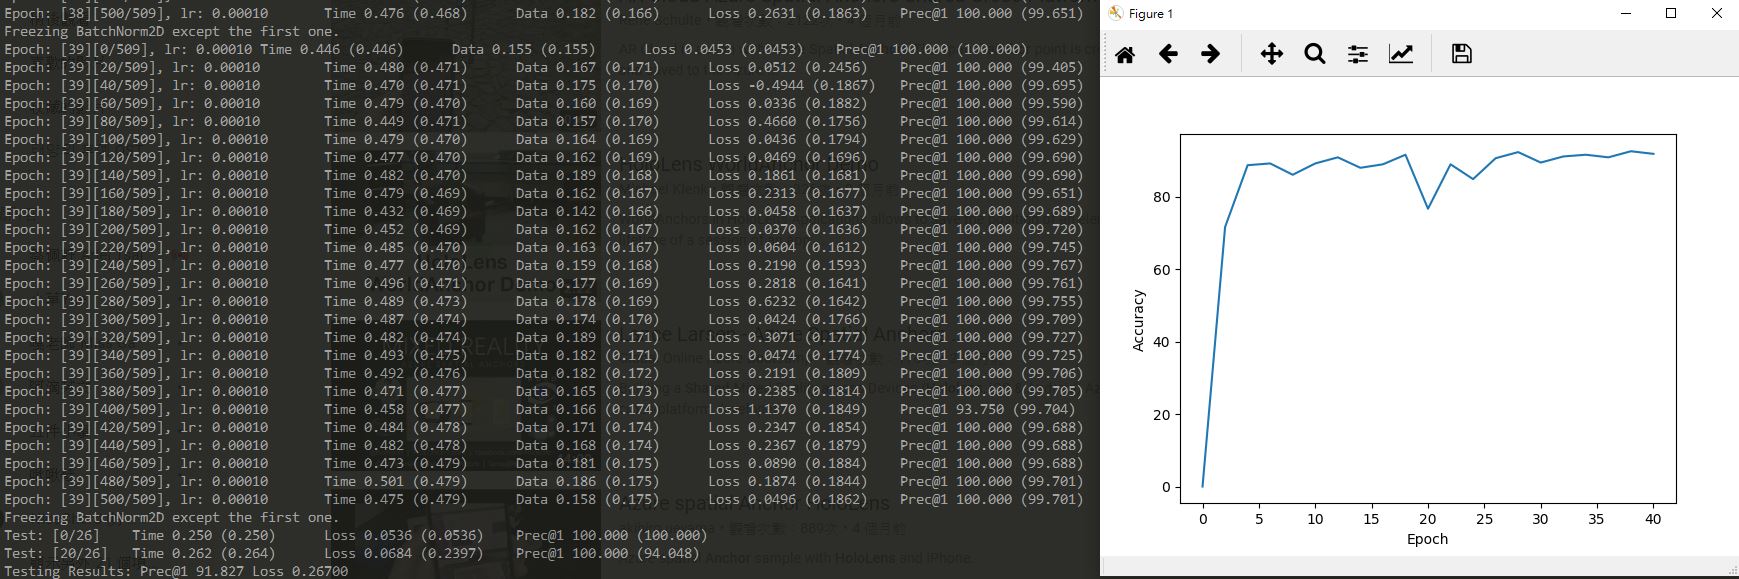 Epoch: [38][500/509], lr: 0.00010 Time 0.476 (0.468) Data 0.182 (0.166) Loss 0.2631 (0.1863) Prec@1 100.000 (99.651)
Freezing BatchNorm2D except the first one.
Epoch: [39][0/509], lr: 0.00010 Time 0.446 (0.446) Data 0.155 (0.155) Loss 0.0453 (0.0453) Prec@1 100.000 (100.000)
Epoch: [39][20/509], lr: 0.00010 Time 0.480 (0.471) Data 0.167 (0.171) Loss 0.0512 (0.2456) Prec@1 100.000 (99.405)
Epoch: [39][40/509], lr: 0.00010 Time 0.470 (0.471) Data 0.175 (0.170) Loss -0.4944 (0.1867) Prec@1 100.000 (99.695)
Epoch: [39][60/509], lr: 0.00010 Time 0.479 (0.470) Data 0.160 (0.169) Loss 0.0336 (0.1882) Prec@1 100.000 (99.590)
Epoch: [39][80/509], lr: 0.00010 Time 0.449 (0.471) Data 0.157 (0.170) Loss 0.4660 (0.1756) Prec@1 100.000 (99.614)
Epoch: [39][100/509], lr: 0.00010 Time 0.479 (0.470) Data 0.164 (0.169) Loss 0.0436 (0.1794) Prec@1 100.000 (99.629)
Epoch: [39][120/509], lr: 0.00010 Time 0.477 (0.470) Data 0.162 (0.169) Loss 0.0469 (0.1696) Prec@1 100.000 (99.690)
Epoch: [39][140/509], lr: 0.00010 Time 0.482 (0.470) Data 0.189 (0.168) Loss 0.1861 (0.1681) Prec@1 100.000 (99.690)
Epoch: [39][160/509], lr: 0.00010 Time 0.479 (0.469) Data 0.162 (0.167) Loss 0.2313 (0.1677) Prec@1 100.000 (99.651)
Epoch: [39][180/509], lr: 0.00010 Time 0.432 (0.469) Data 0.142 (0.166) Loss 0.0458 (0.1637) Prec@1 100.000 (99.689)
Epoch: [39][200/509], lr: 0.00010 Time 0.452 (0.469) Data 0.162 (0.167) Loss 0.0370 (0.1636) Prec@1 100.000 (99.720)
Epoch: [39][220/509], lr: 0.00010 Time 0.485 (0.470) Data 0.163 (0.167) Loss 0.0604 (0.1612) Prec@1 100.000 (99.745)
Epoch: [39][240/509], lr: 0.00010 Time 0.477 (0.470) Data 0.159 (0.168) Loss 0.2190 (0.1593) Prec@1 100.000 (99.767)
Epoch: [39][260/509], lr: 0.00010 Time 0.496 (0.471) Data 0.177 (0.169) Loss 0.2818 (0.1641) Prec@1 100.000 (99.761)
Epoch: [39][280/509], lr: 0.00010 Time 0.489 (0.473) Data 0.178 (0.169) Loss 0.6232 (0.1642) Prec@1 100.000 (99.755)
Epoch: [39][300/509], lr: 0.00010 Time 0.487 (0.474) Data 0.174 (0.170) Loss 0.0424 (0.1766) Prec@1 100.000 (99.709)
Epoch: [39][320/509], lr: 0.00010 Time 0.482 (0.474) Data 0.189 (0.171) Loss 0.3071 (0.1777) Prec@1 100.000 (99.727)
Epoch: [39][340/509], lr: 0.00010 Time 0.493 (0.475) Data 0.182 (0.171) Loss 0.0474 (0.1774) Prec@1 100.000 (99.725)
Epoch: [39][360/509], lr: 0.00010 Time 0.492 (0.476) Data 0.182 (0.172) Loss 0.2191 (0.1809) Prec@1 100.000 (99.706)
Epoch: [39][380/509], lr: 0.00010 Time 0.471 (0.477) Data 0.165 (0.173) Loss 0.2385 (0.1814) Prec@1 100.000 (99.705)
Epoch: [39][400/509], lr: 0.00010 Time 0.458 (0.477) Data 0.166 (0.174) Loss 1.1370 (0.1849) Prec@1 93.750 (99.704)
Epoch: [39][420/509], lr: 0.00010 Time 0.484 (0.478) Data 0.171 (0.174) Loss 0.2347 (0.1854) Prec@1 100.000 (99.688)
Epoch: [39][440/509], lr: 0.00010 Time 0.482 (0.478) Data 0.168 (0.174) Loss 0.2367 (0.1879) Prec@1 100.000 (99.688)
Epoch: [39][460/509], lr: 0.00010 Time 0.473 (0.479) Data 0.181 (0.175) Loss 0.0890 (0.1884) Prec@1 100.000 (99.688)
Epoch: [39][480/509], lr: 0.00010 Time 0.501 (0.479) Data 0.186 (0.175) Loss 0.1874 (0.1844) Prec@1 100.000 (99.701)
Epoch: [39][500/509], lr: 0.00010 Time 0.475 (0.479) Data 0.158 (0.175) Loss 0.0496 (0.1862) Prec@1 100.000 (99.701)
Freezing BatchNorm2D except the first one.
Test: [0/26] Time 0.250 (0.250) Loss 0.0536 (0.0536) Prec@1 100.000 (100.000)
Test: [20/26] Time 0.262 (0.264) Loss 0.0684 (0.2397) Prec@1 100.000 (94.048)
Testing Results: Prec@1 91.827 Loss 0.26700
Figure 1
Accuracy
80
60
40
20
0
0 5 10 15 20 25 30 35 40
Epoch